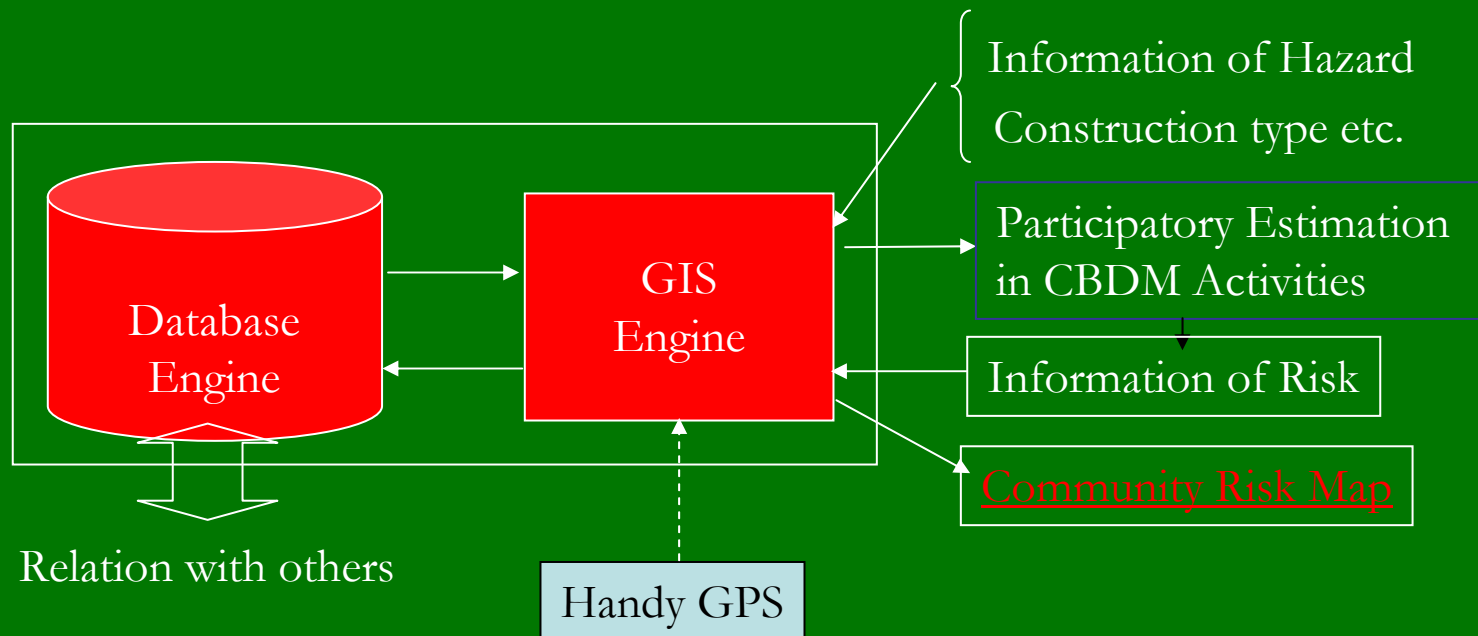 Information of Hazard
Construction type etc.
Participatory Estimation
in CBDM Activities
Information of Risk
Community Risk Map
Database
Engine
GIS
Engine
Relation with others
Handy GPS